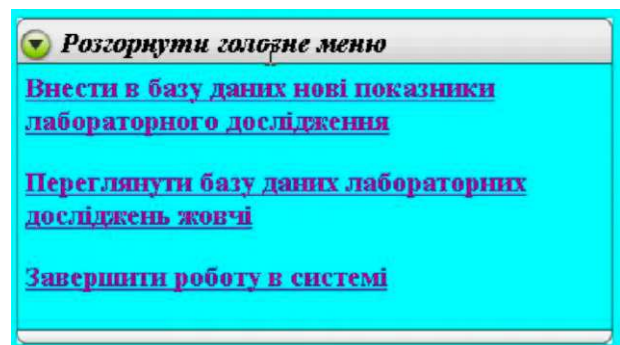 Розгорнути головне меню
Внести в базу даних нові показники
лабораторного дослідження
Переглянути базу даних лабораторних
досліджень жовчі
Завершити роботу в системі